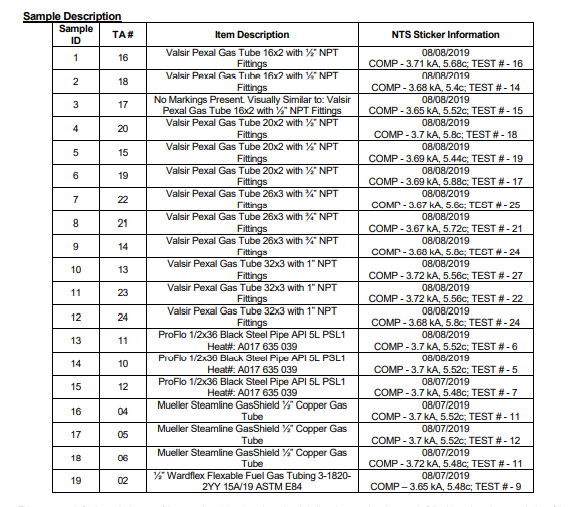 Sample Description
Sample ID TA # Item Description NTS Sticker Information
1 16 Valsir Pexal Gas Tube 16x2 with ½" NPT Fittings 08/08/2019 COMP - 3.71 kA, 5.68c; TEST # - 16
2 18 Valsir Pexal Gas Tube 16x2 with ½" NPT Fittings 08/08/2019 COMP - 3.68 kA, 5.4c; TEST # - 14
3 17 No Markings Present. Visually Similar to: Valsir Pexal Gas Tube 16x2 with ½" NPT Fittings 08/08/2019 COMP - 3.65 kA, 5.52c; TEST # - 15
4 20 Valsir Pexal Gas Tube 20x2 with ½" NPT Fittings 08/08/2019 COMP - 3.7 kA, 5.8c; TEST # - 18
5 15 Valsir Pexal Gas Tube 20x2 with ½" NPT Fittings 08/08/2019 COMP - 3.69 kA, 5.44c; TEST # - 19
6 19 Valsir Pexal Gas Tube 20x2 with ½" NPT Fittings 08/08/2019 COMP - 3.69 kA, 5.88c; TEST # - 17
7 22 Valsir Pexal Gas Tube 26x3 with ¾" NPT Fittings 08/08/2019 COMP - 3.67 kA, 5.6c; TEST # - 25
8 21 Valsir Pexal Gas Tube 26x3 with ¾" NPT Fittings 08/08/2019 COMP - 3.67 kA, 5.72c; TEST # - 21
9 14 Valsir Pexal Gas Tube 26x3 with ¾" NPT Fittings 08/08/2019 COMP - 3.68 kA, 5.8c; TEST # - 24
10 13 Valsir Pexal Gas Tube 32x3 with 1" NPT Fittings 08/08/2019 COMP - 3.72 kA, 5.56c; TEST # - 27
11 23 Valsir Pexal Gas Tube 32x3 with 1" NPT Fittings 08/08/2019 COMP - 3.72 kA, 5.56c; TEST # - 22
12 24 Valsir Pexal Gas Tube 32x3 with 1" NPT Fittings 08/08/2019 COMP - 3.68 kA, 5.8c; TEST # - 24
13 11 ProFlo 1/2x36 Black Steel Pipe API 5L PSL1 Heat#: A017 635 039 08/08/2019 COMP - 3.7 kA, 5.52c; TEST # - 6
14 10 ProFlo 1/2x36 Black Steel Pipe API 5L PSL1 Heat#: A017 635 039 08/08/2019 COMP - 3.7 kA, 5.52c; TEST # - 5
15 12 ProFlo 1/2x36 Black Steel Pipe API 5L PSL1 Heat#: A017 635 039 08/07/2019 COMP - 3.7 kA, 5.48c; TEST # - 7
16 04 Mueller Steamline GasShield ½" Copper Gas Tube 08/07/2019 COMP - 3.7 kA, 5.52c; TEST # - 11
17 05 Mueller Steamline GasShield ½" Copper Gas Tube 08/07/2019 COMP - 3.7 kA, 5.52c; TEST # - 12
18 06 Mueller Steamline GasShield ½" Copper Gas Tube 08/07/2019 COMP - 3.72 kA, 5.48c; TEST # - 11
19 02 ½" Wardflex Flexable Fuel Gas Tubing 3-1820-2YY 15A/19 ASTM E84 08/07/2019 COMP – 3.65 kA, 5.48c; TEST # - 9